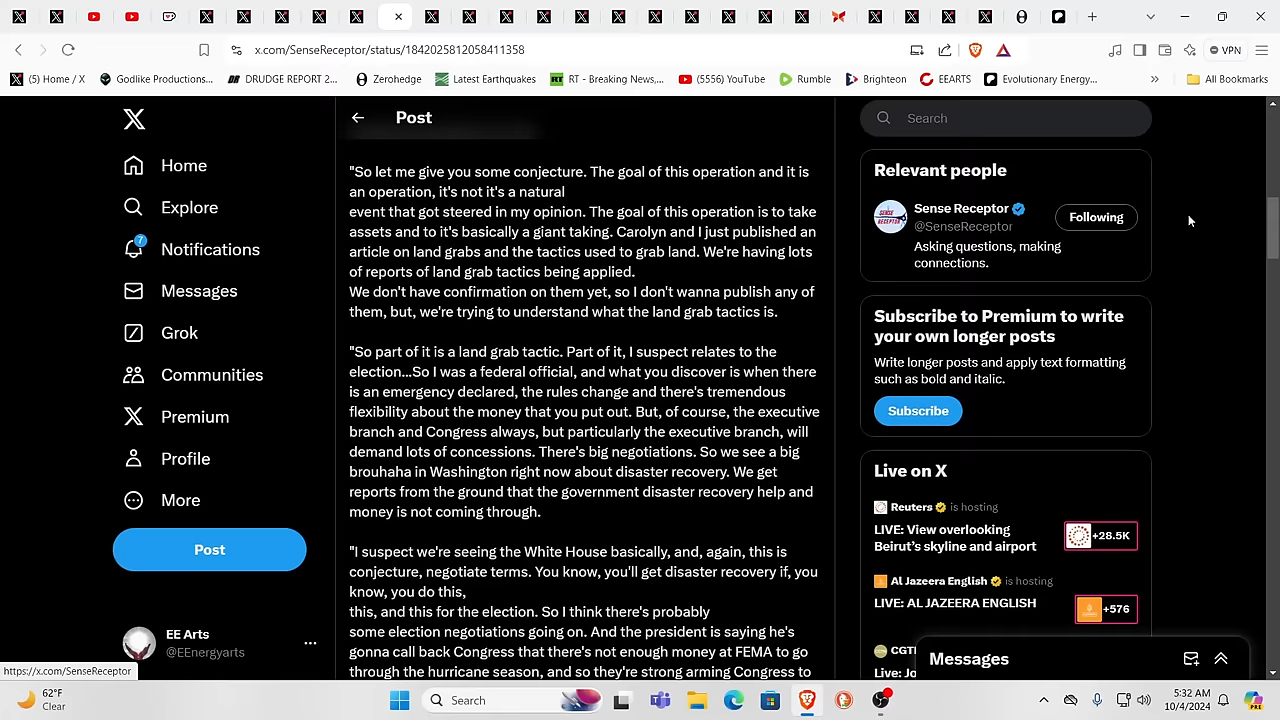 x.com/SenseReceptor/status/1842025812058411358
VPN
(5) Home / X
Godlike Productions...
DRUDGE REPORT 2...
Zerohedge
Latest Earthquakes
RT - Breaking News,...
(5556) YouTube
Rumble
Brighteon
EEARTS
Evolutionary Energy...
All Bookmarks
Home
Explore
7
Notifications
Messages
Grok
Communities
Premium
Profile
More
Post
EE Arts
@EEnergyarts
https://x.com/SenseReceptor
Post
"So let me give you some conjecture. The goal of this operation and it is
an operation, it's not it's a natural
event that got steered in my opinion. The goal of this operation is to take
assets and to it's basically a giant taking. Carolyn and I just published an
article on land grabs and the tactics used to grab land. We're having lots
of reports of land grab tactics being applied.
We don't have confirmation on them yet, so I don't wanna publish any of
them, but, we're trying to understand what the land grab tactics is.
"So part of it is a land grab tactic. Part of it, I suspect relates to the
election...So I was a federal official, and what you discover is when there
is an emergency declared, the rules change and there's tremendous
flexibility about the money that you put out. But, of course, the executive
branch and Congress always, but particularly the executive branch, will
demand lots of concessions. There's big negotiations. So we see a big
brouhaha in Washington right now about disaster recovery. We get
reports from the ground that the government disaster recovery help and
money is not coming through.
"I suspect we're seeing the White House basically, and, again, this is
conjecture, negotiate terms. You know, you'll get disaster recovery if, you
know, you do this,
this, and this for the election. So I think there's probably
some election negotiations going on. And the president is saying he's
gonna call back Congress that there's not enough money at FEMA to go
through the hurricane season, and so they're strong arming Congress to
Search
Relevant people
Sense Receptor
@SenseReceptor
Following
Asking questions, making
connections.
Subscribe to Premium to write
your own longer posts
Write longer posts and apply text formatting
such as bold and italic.
Subscribe
Live on X
Reuters is hosting
LIVE: View overlooking
Beirut's skyline and airport
+28.5K
Al Jazeera English is hosting
LIVE: AL JAZEERA ENGLISH
+576
CGT
Live: Jo
Messages
62°F
Clear
Search
5:32 AM
10/4/2024